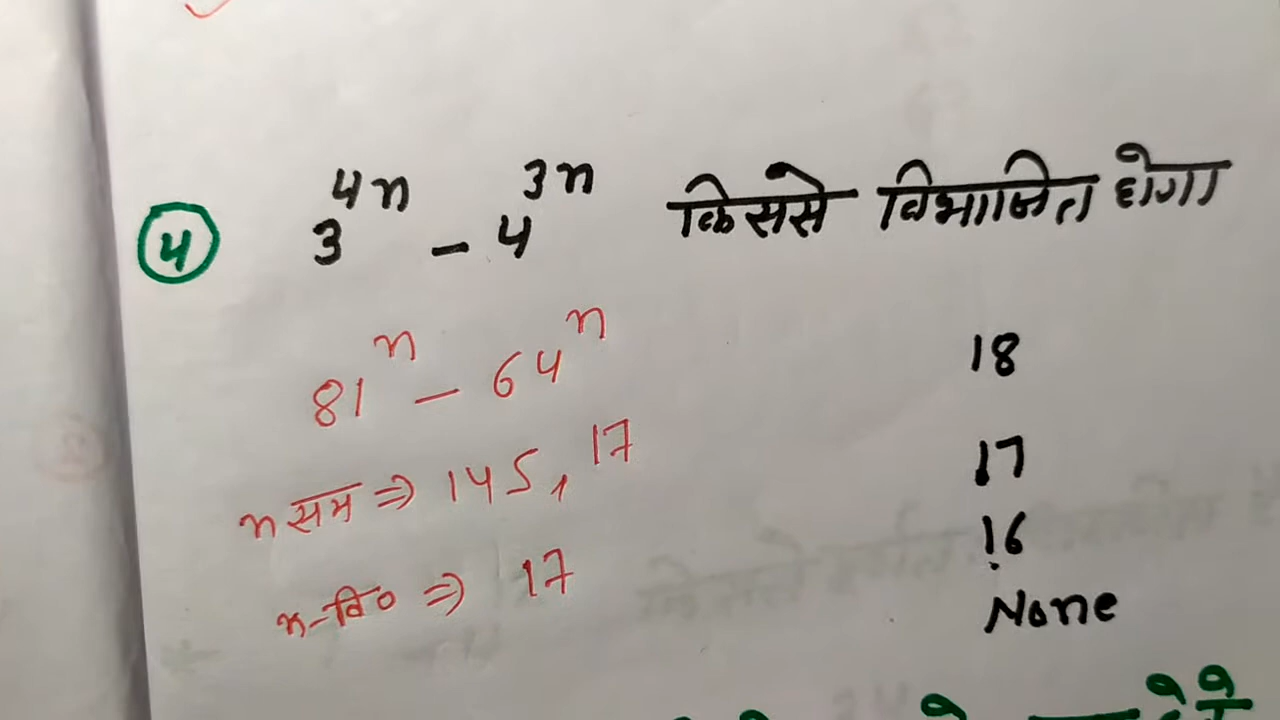 ④ 3^4n - 4^3n किससे विभाजित होगा
81^n - 64^n
18
n सम ⇒ 145, 17
17
16
n-वि० ⇒ 17
None